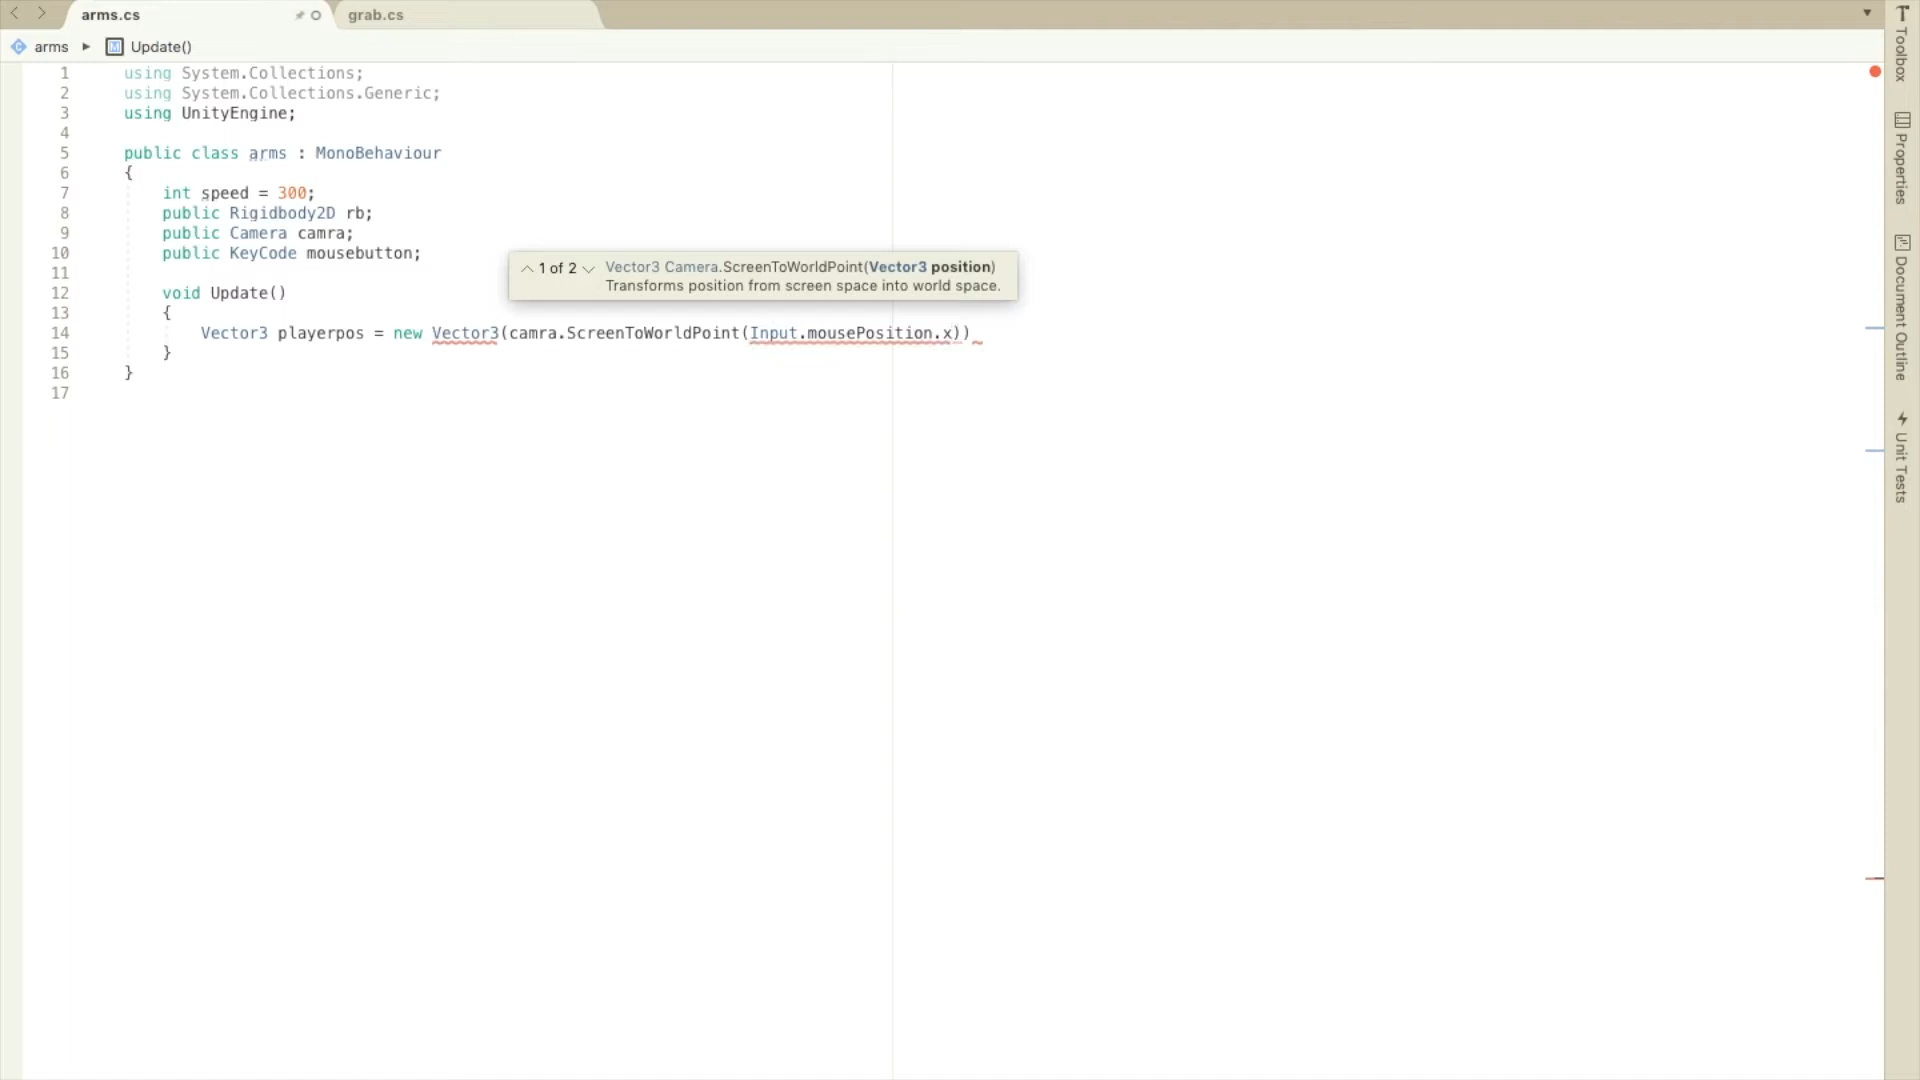 arms.cs
grab.cs
arms
Update()
1 using System.Collections;
2 using System.Collections.Generic;
3 using UnityEngine;
4
5 public class arms : MonoBehaviour
6 {
7 int speed = 300;
8 public Rigidbody2D rb;
9 public Camera camra;
10 public KeyCode mousebutton;
11
12 void Update()
13 {
14 Vector3 playerpos = new Vector3(camra.ScreenToWorldPoint(Input.mousePosition.x))
15 }
16 }
17
1 of 2 Vector3 Camera.ScreenToWorldPoint(Vector3 position)
Transforms position from screen space into world space.
Toolbox
Properties
Document Outline
Unit Tests